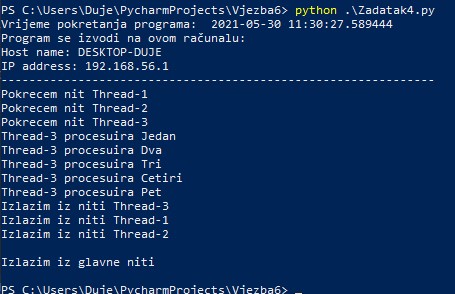 PS C:\Users\Duje\PycharmProjects\Vjezba6> python .\Zadatak4.py
Vrijeme pokretanja programa:  2021-05-30 11:30:27.589444
Program se izvodi na ovom računalu:
Host name: DESKTOP-DUJE
IP address: 192.168.56.1
--------------------------------------------------------------
Pokrecem nit Thread-1
Pokrecem nit Thread-2
Pokrecem nit Thread-3
Thread-3 procesuira Jedan
Thread-3 procesuira Dva
Thread-3 procesuira Tri
Thread-3 procesuira Cetiri
Thread-3 procesuira Pet
Izlazim iz niti Thread-3
Izlazim iz niti Thread-1
Izlazim iz niti Thread-2

Izlazim iz glavne niti

PS C:\Users\Duje\PycharmProjects\Vjezba6> _